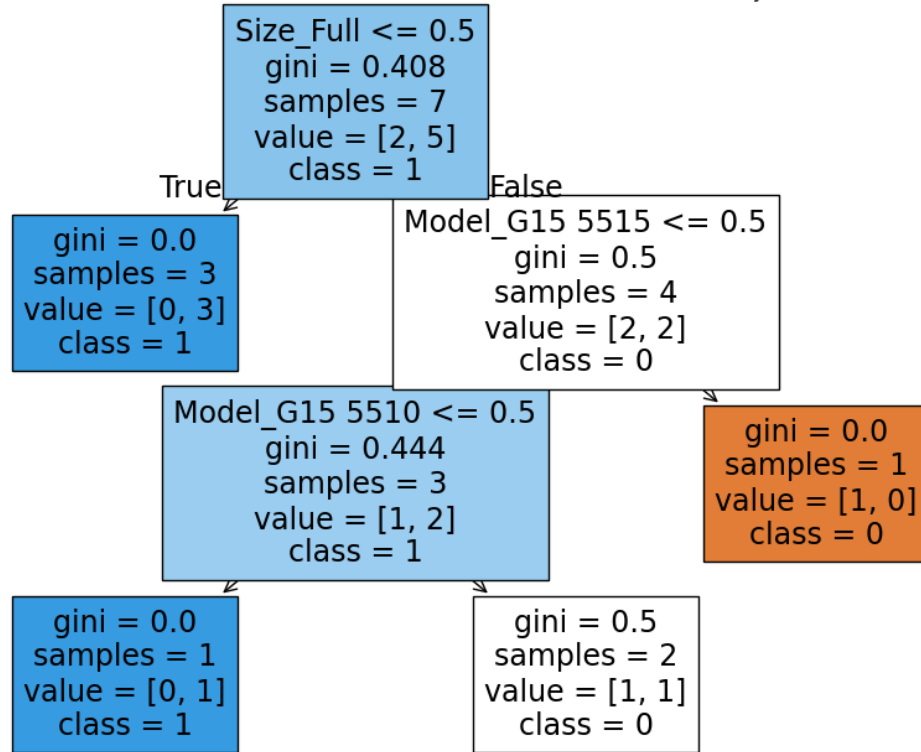 Size_Full <= 0.5
gini = 0.408
samples = 7
value = [2, 5]
class = 1
True
False
gini = 0.0
samples = 3
value = [0, 3]
class = 1
Model_G15 5515 <= 0.5
gini = 0.5
samples = 4
value = [2, 2]
class = 0
Model_G15 5510 <= 0.5
gini = 0.444
samples = 3
value = [1, 2]
class = 1
gini = 0.0
samples = 1
value = [1, 0]
class = 0
gini = 0.0
samples = 1
value = [0, 1]
class = 1
gini = 0.5
samples = 2
value = [1, 1]
class = 0